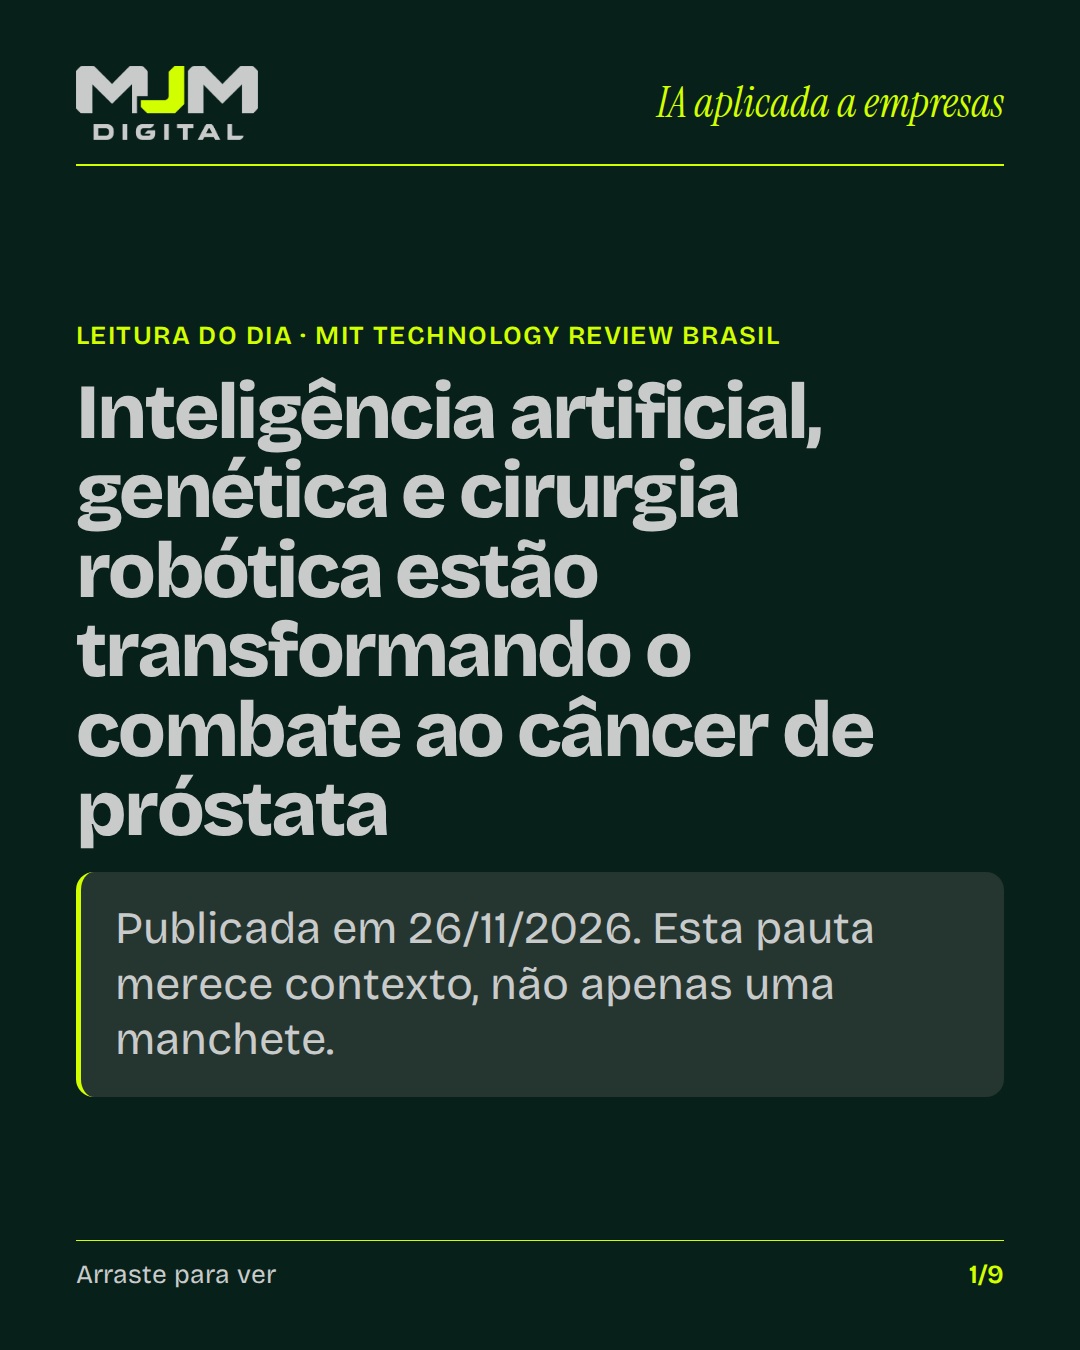 MJM
DIGITAL
IA aplicada a empresas
LEITURA DO DIA · MIT TECHNOLOGY REVIEW BRASIL
Inteligência artificial,
genética e cirurgia
robótica estão
transformando o
combate ao câncer de
próstata
Publicada em 26/11/2026. Esta pauta
merece contexto, não apenas uma
manchete.
Arraste para ver
1/9